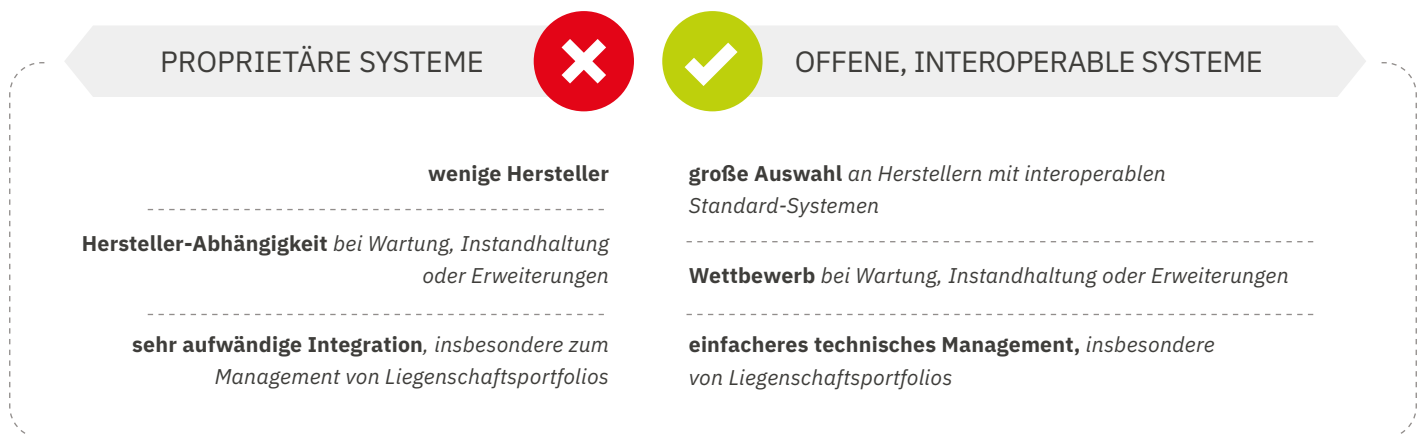 PROPRIETÄRE SYSTEME
wenige Hersteller
Hersteller-Abhängigkeit bei Wartung, Instandhaltung
oder Erweiterungen
sehr aufwändige Integration, insbesondere zum
Management von Liegenschaftsportfolios
OFFENE, INTEROPERABLE SYSTEME
große Auswahl an Herstellern mit interoperablen
Standard-Systemen
Wettbewerb bei Wartung, Instandhaltung oder Erweiterungen
einfacheres technisches Management, insbesondere
von Liegenschaftsportfolios